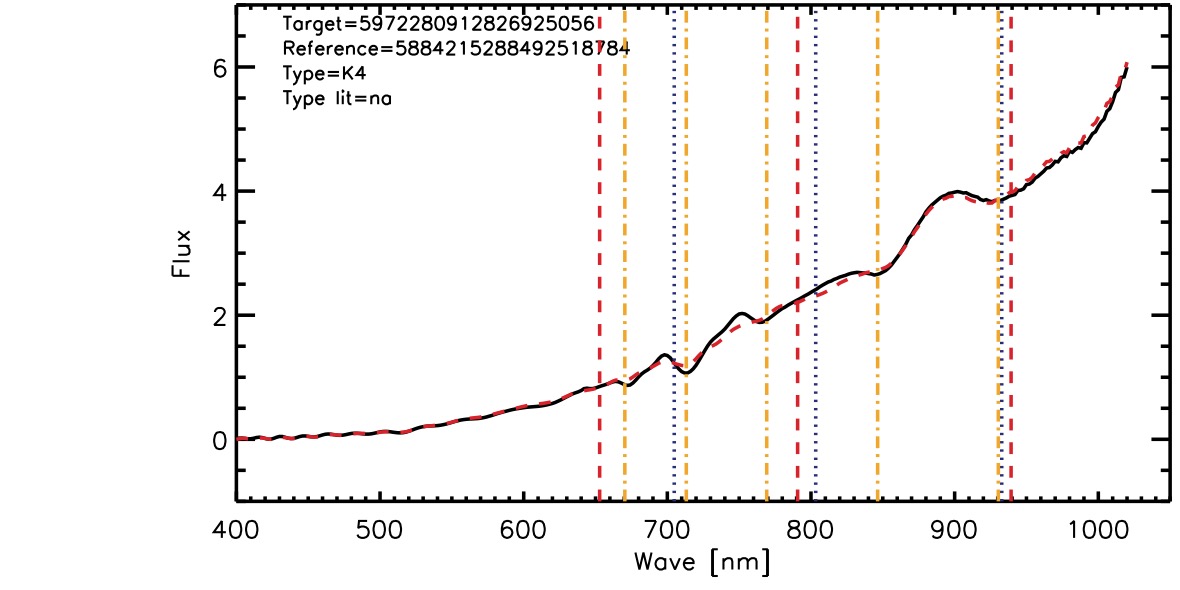 Target=5972280912826925056
Reference=5884215288492518784
Type=K4
Type lit=na
6
4
2
0
Flux
400 500 600 700 800 900 1000
Wave [nm]